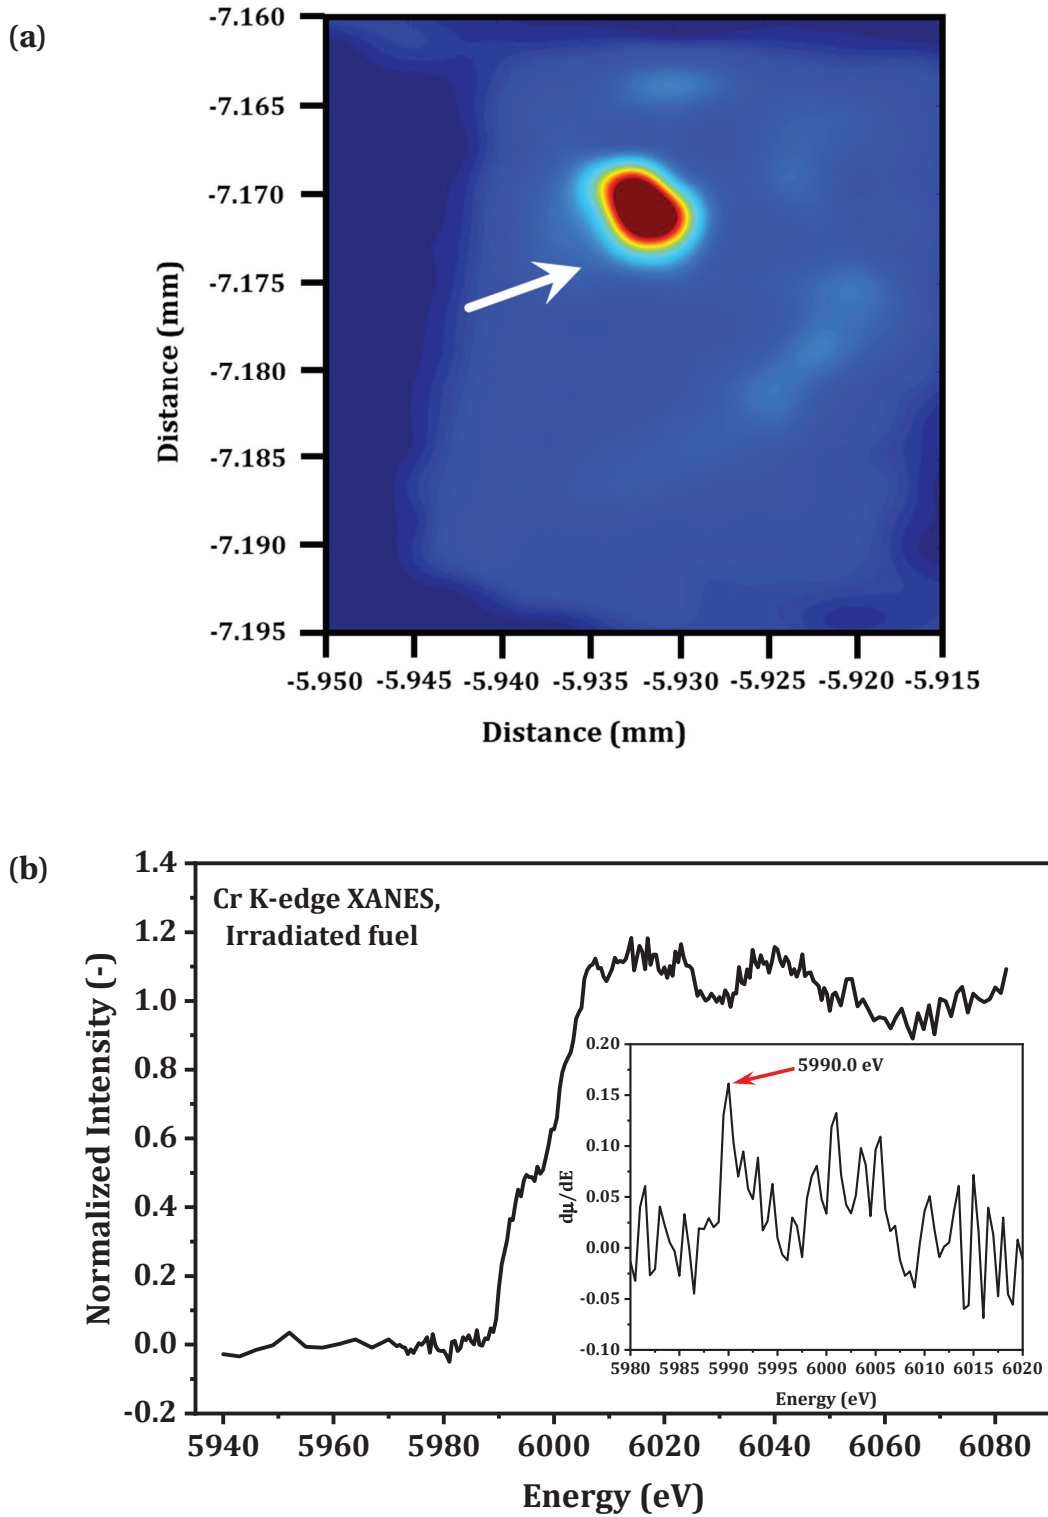 (a)
-7.160
-7.165
-7.170
-7.175
-7.180
-7.185
-7.190
-7.195
Distance (mm)
-5.950 -5.945 -5.940 -5.935 -5.930 -5.925 -5.920 -5.915
Distance (mm)
(b)
1.4
1.2
1.0
0.8
0.6
0.4
0.2
0.0
-0.2
Normalized Intensity (-)
Cr K-edge XANES,
Irradiated fuel
0.20
0.15
0.10
0.05
0.00
-0.05
-0.10
dμ/dE
5990.0 eV
5980 5985 5990 5995 6000 6005 6010 6015 6020
Energy (eV)
5940 5960 5980 6000 6020 6040 6060 6080
Energy (eV)